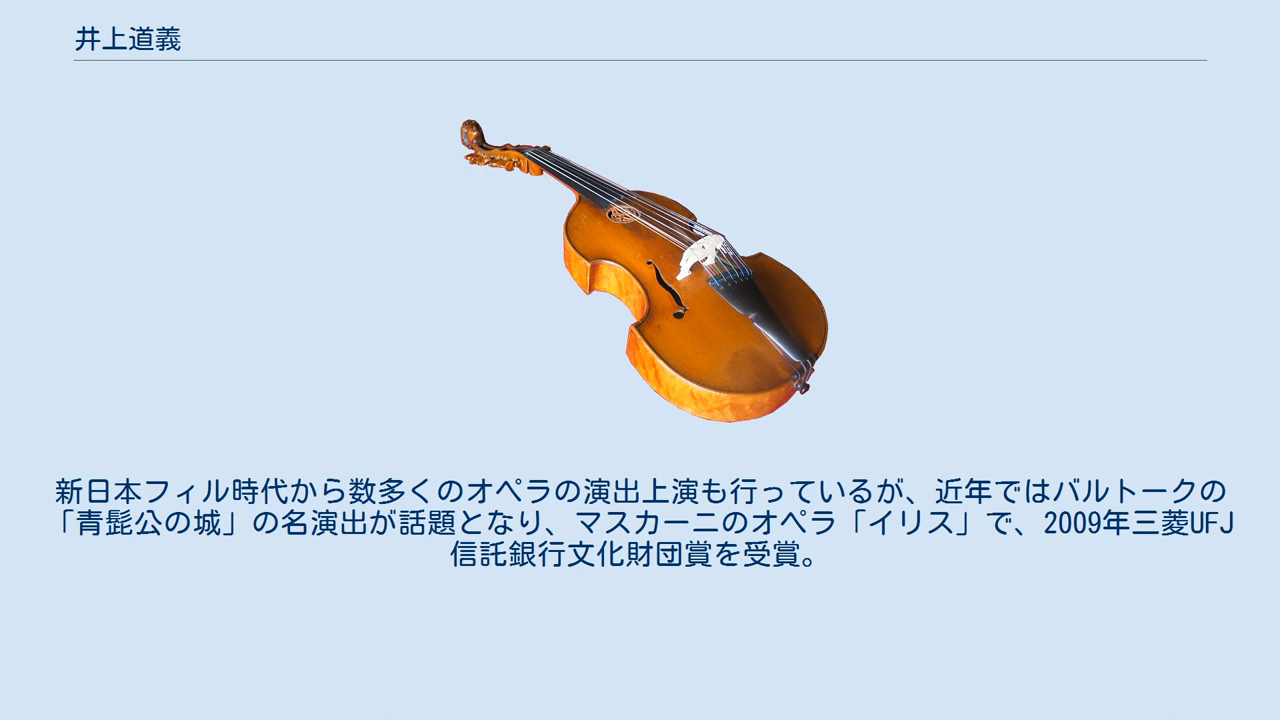 井上道義
新日本フィル時代から数多くのオペラの演出上演も行っているが、近年ではバルトークの
「青髭公の城」の名演出が話題となり、マスカーニのオペラ「イリス」で、2009年三菱UFJ
信託銀行文化財団賞を受賞。